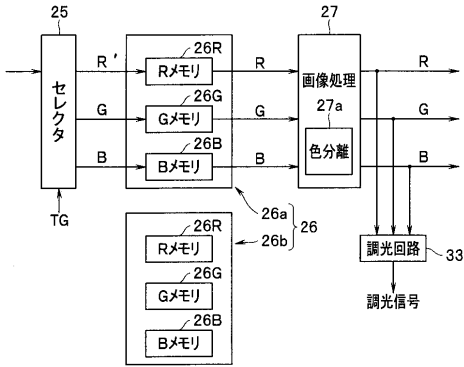 25
27
セレクタ
R'
26R
Rメモリ
R
画像処理
R
G
26G
Gメモリ
G
27a
色分離
G
B
26B
Bメモリ
B
B
TG
26a
26b
26
26R
Rメモリ
26G
Gメモリ
26B
Bメモリ
調光回路
33
調光信号